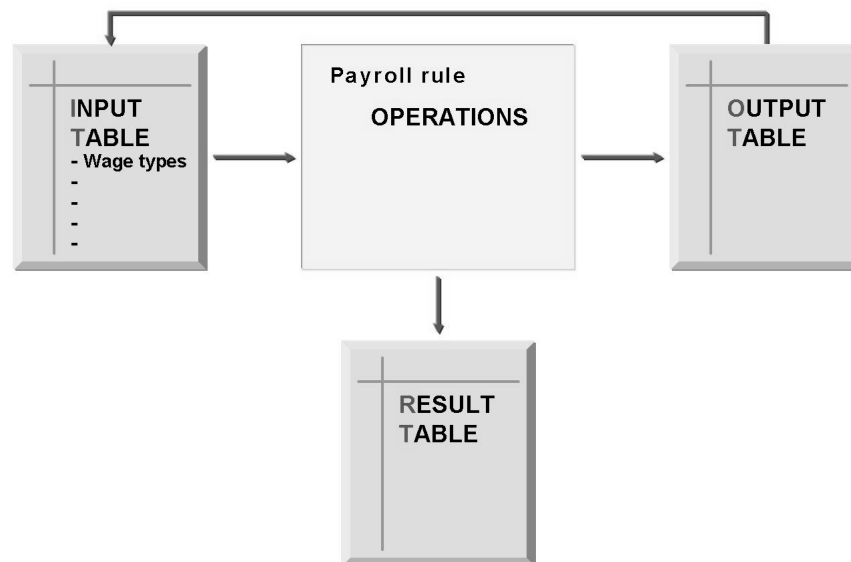 INPUT
TABLE
- Wage types
-
-
-
-
Payroll rule
OPERATIONS
OUTPUT
TABLE
RESULT
TABLE